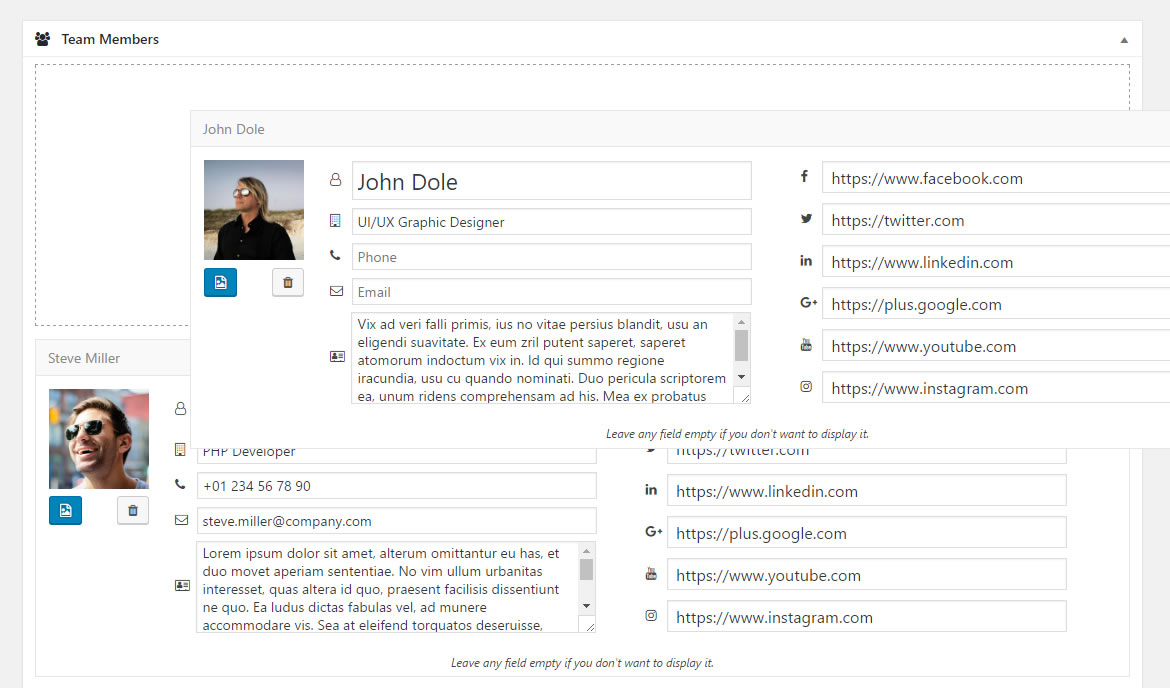 Team Members
John Dole
John Dole
UI/UX Graphic Designer
Phone
Email
Vix ad veri falli primis, ius no vitae persius blandit, usu an
eligendi suavitate. Ex eum zril putent saperet, saperet
atomorum indoctum vix in. Id qui summo regione
iracundia, usu cu quando nominati. Duo pericula scriptorem
ea, unum ridens comprehensam ad his. Mea ex probatus
https://www.facebook.com
https://twitter.com
https://www.linkedin.com
https://plus.google.com
https://www.youtube.com
https://www.instagram.com
Leave any field empty if you don't want to display it.
Steve Miller
PHP Developer
+01 234 56 78 90
steve.miller@company.com
Lorem ipsum dolor sit amet, alterum omittantur eu has, et
duo movet aperiam sententiae. No vim ullum urbanitas
interesset, quas altera id quo, praesent facilisis dissentiunt
ne quo. Ea ludus dictas fabulas vel, ad munere
accommodare vis. Sea at eleifend torquatos deseruisse,
https://twitter.com
https://www.linkedin.com
https://plus.google.com
https://www.youtube.com
https://www.instagram.com
Leave any field empty if you don't want to display it.